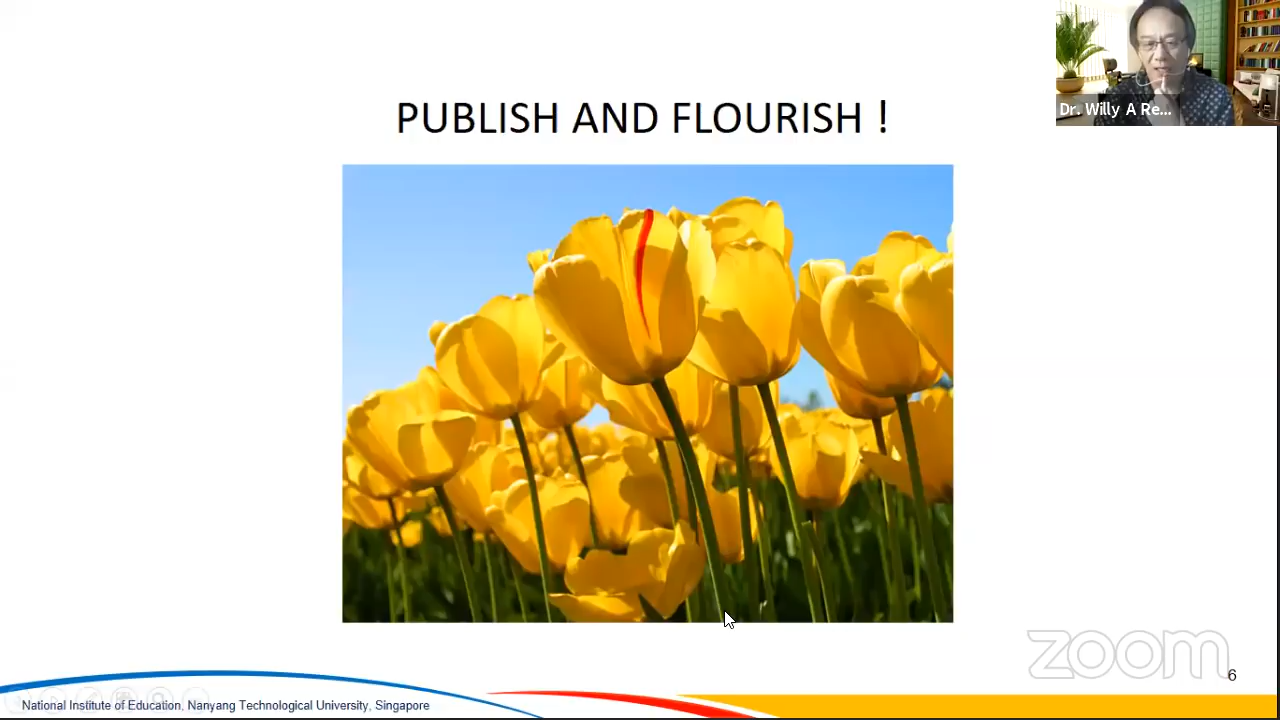 Dr. Willy A Re...
PUBLISH AND FLOURISH !
zoom
6
National Institute of Education, Nanyang Technological University, Singapore